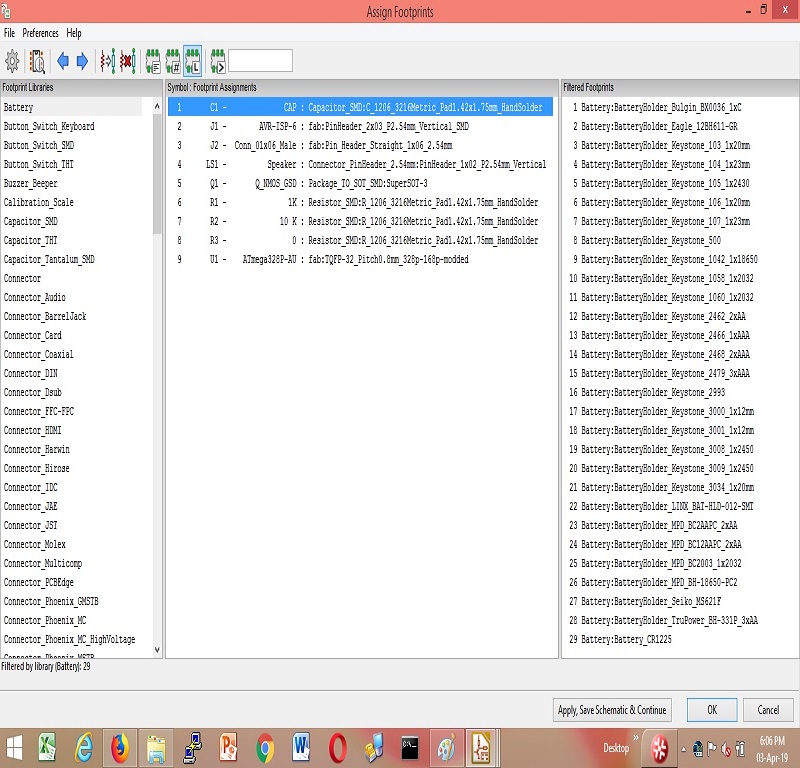 Assign Footprints
File Preferences Help
Footprint Libraries
Battery
Button_Switch_Keyboard
Button_Switch_SMD
Button_Switch_THT
Buzzer_Beeper
Calibration_Scale
Capacitor_SMD
Capacitor_THT
Capacitor_Tantalum_SMD
Connector
Connector_Audio
Connector_BarrelJack
Connector_Card
Connector_Coaxial
Connector_DIN
Connector_Dsub
Connector_FFC-FPC
Connector_HDMI
Connector_Harwin
Connector_Hirose
Connector_IDC
Connector_JAE
Connector_JST
Connector_Molex
Connector_Multicomp
Connector_PCBEdge
Connector_Phoenix_GMSTB
Connector_Phoenix_MC
Connector_Phoenix_MC_HighVoltage
Connector_Phoenix_MSTB
Symbol : Footprint Assignments
1 C1 - CAP : Capacitor_SMD:C_1206_3216Metric_Pad1.42x1.75mm_HandSolder
2 J1 - AVR-ISP-6 : fab:PinHeader_2x03_P2.54mm_Vertical_SMD
3 J2 - Conn_01x06_Male : fab:Pin_Header_Straight_1x06_2.54mm
4 LS1 - Speaker : Connector_PinHeader_2.54mm:PinHeader_1x02_P2.54mm_Vertical
5 Q1 - Q_NMOS_GSD : Package_TO_SOT_SMD:SuperSOT-3
6 R1 - 1K : Resistor_SMD:R_1206_3216Metric_Pad1.42x1.75mm_HandSolder
7 R2 - 10 K : Resistor_SMD:R_1206_3216Metric_Pad1.42x1.75mm_HandSolder
8 R3 - 0 : Resistor_SMD:R_1206_3216Metric_Pad1.42x1.75mm_HandSolder
9 U1 - ATmega328P-AU : fab:TQFP-32_Pitch0.8mm_328p-168p-modded
Filtered Footprints
1 Battery:BatteryHolder_Bulgin_BX0036_1xC
2 Battery:BatteryHolder_Eagle_12BH611-GR
3 Battery:BatteryHolder_Keystone_103_1x20mm
4 Battery:BatteryHolder_Keystone_104_1x23mm
5 Battery:BatteryHolder_Keystone_105_1x2430
6 Battery:BatteryHolder_Keystone_106_1x20mm
7 Battery:BatteryHolder_Keystone_107_1x23mm
8 Battery:BatteryHolder_Keystone_500
9 Battery:BatteryHolder_Keystone_1042_1x18650
10 Battery:BatteryHolder_Keystone_1058_1x2032
11 Battery:BatteryHolder_Keystone_1060_1x2032
12 Battery:BatteryHolder_Keystone_2462_2xAA
13 Battery:BatteryHolder_Keystone_2466_1xAAA
14 Battery:BatteryHolder_Keystone_2468_2xAAA
15 Battery:BatteryHolder_Keystone_2479_3xAAA
16 Battery:BatteryHolder_Keystone_2993
17 Battery:BatteryHolder_Keystone_3000_1x12mm
18 Battery:BatteryHolder_Keystone_3001_1x12mm
19 Battery:BatteryHolder_Keystone_3008_1x2450
20 Battery:BatteryHolder_Keystone_3009_1x2450
21 Battery:BatteryHolder_Keystone_3034_1x20mm
22 Battery:BatteryHolder_LINX_BAT-HLD-012-SMT
23 Battery:BatteryHolder_MPD_BC2AAPC_2xAA
24 Battery:BatteryHolder_MPD_BC12AAPC_2xAA
25 Battery:BatteryHolder_MPD_BC2003_1x2032
26 Battery:BatteryHolder_MPD_BH-18650-PC2
27 Battery:BatteryHolder_Seiko_MS621F
28 Battery:BatteryHolder_TruPower_BH-331P_3xAA
29 Battery:Battery_CR1225
Filtered by library (Battery): 29
Apply, Save Schematic & Continue OK Cancel
Desktop
6:06 PM
03-Apr-19